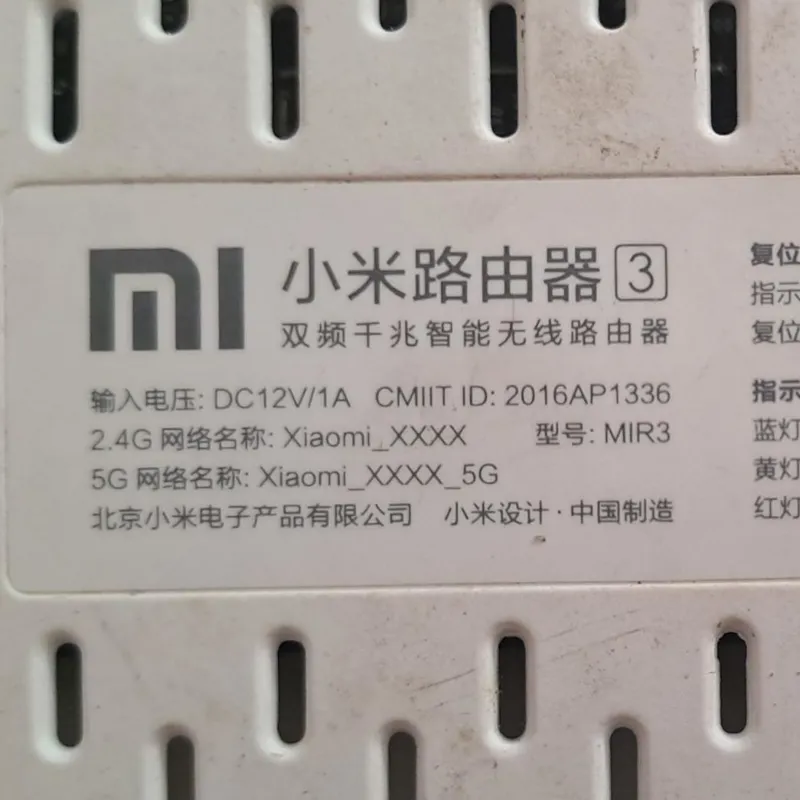 mi 小米路由器 3
双频千兆智能无线路由器
输入电压: DC12V/1A CMIIT ID: 2016AP1336
2.4G 网络名称: Xiaomi_XXXX 型号: MIR3
5G 网络名称: Xiaomi_XXXX_5G
北京小米电子产品有限公司 小米设计 · 中国制造
复位
指示
复位
指示
蓝灯
黄灯
红灯